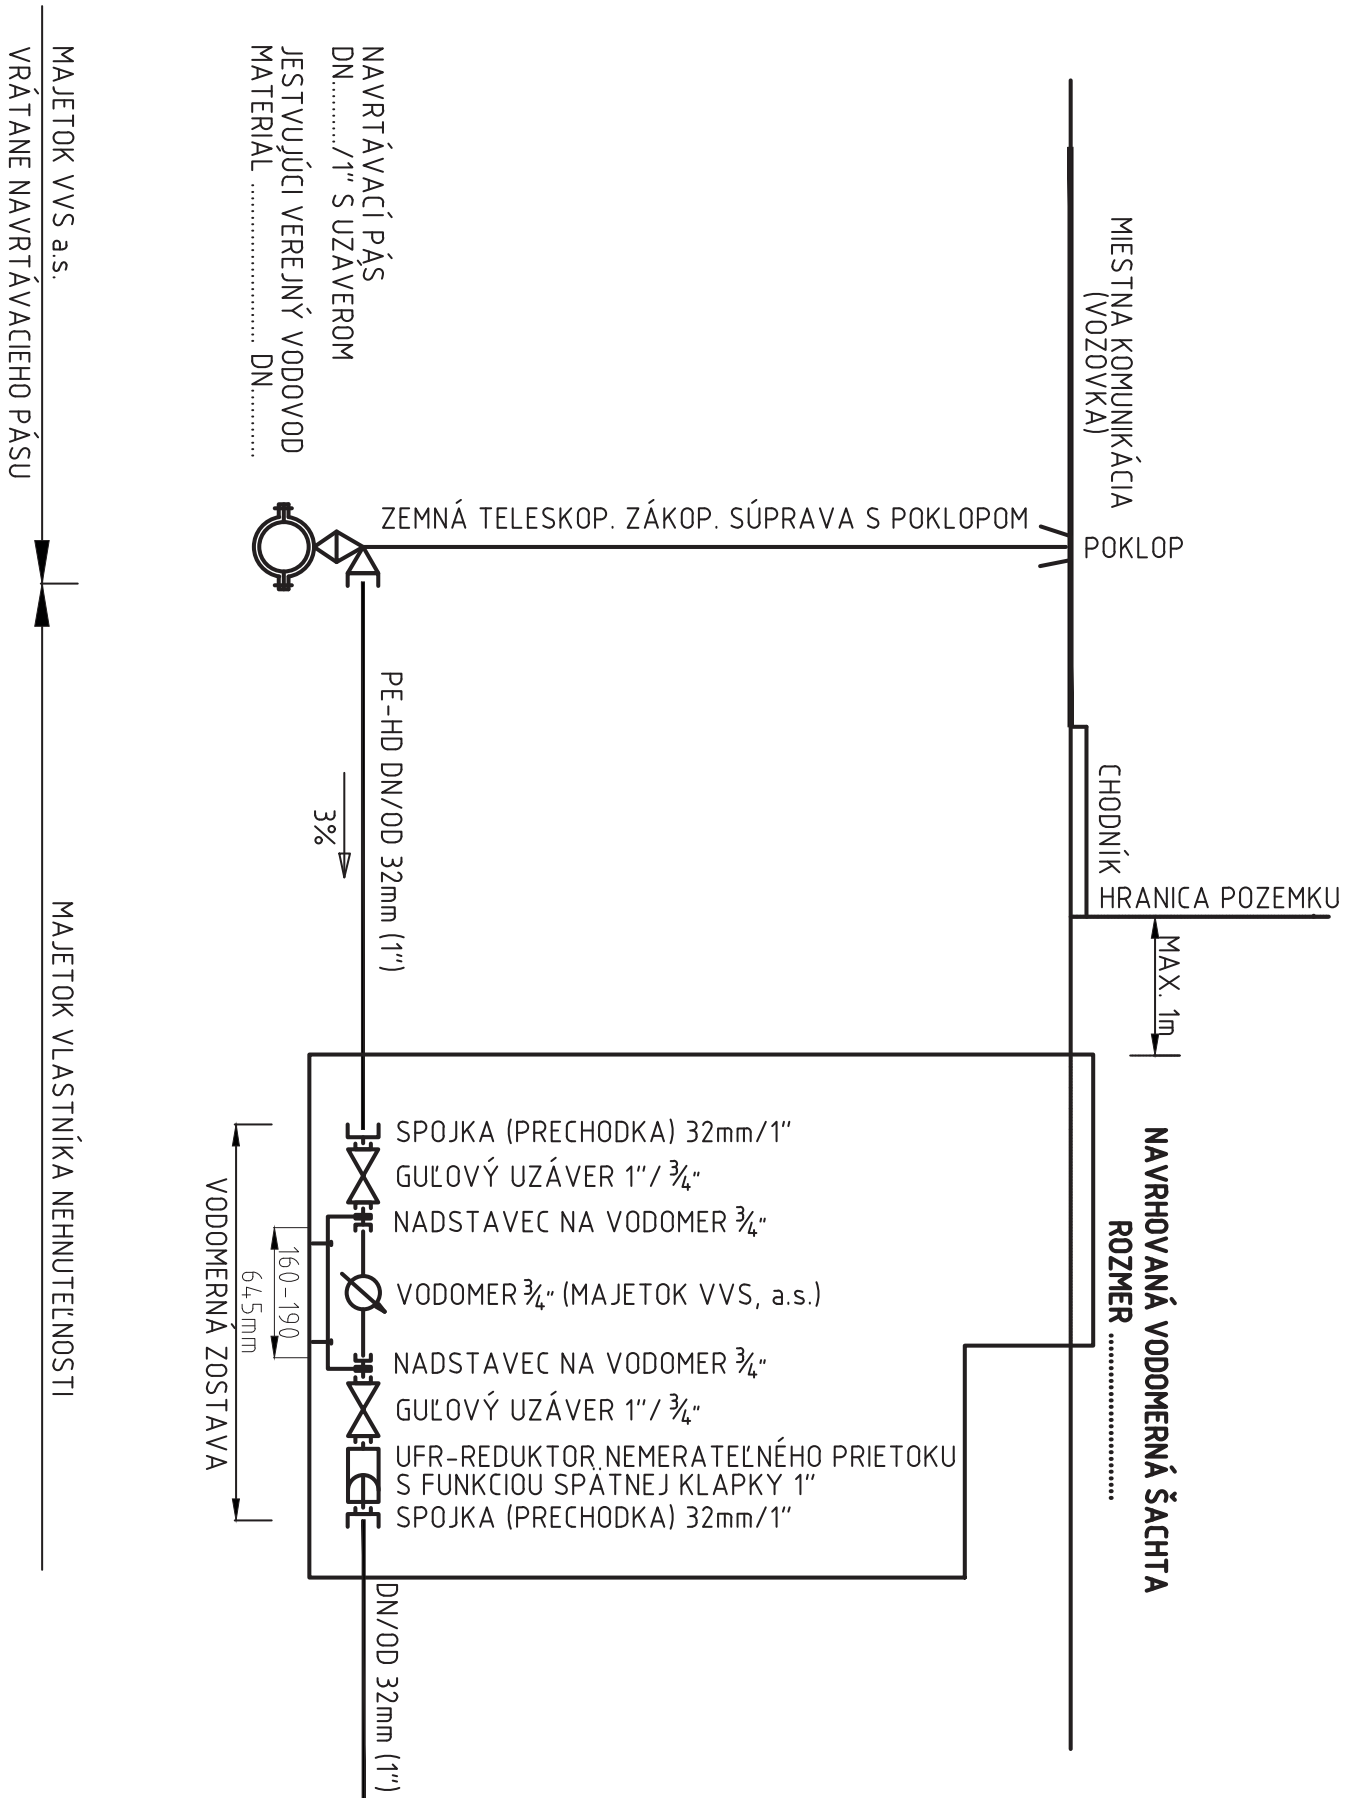 MIESTNA KOMUNIKÁCIA
(VOZOVKA)
POKLOP
CHODNÍK
HRANICA POZEMKU
MAX. 1m
NAVRHOVANÁ VODOMERNÁ ŠACHTA
ROZMER ........................
ZEMNÁ TELESKOP. ZÁKOP. SÚPRAVA S POKLOPOM
NAVRTÁVACÍ PÁS
DN........./1" S UZÁVEROM
JESTVUJÚCI VEREJNÝ VODOVOD
MATERIAL ........................ DN...........
PE-HD DN/OD 32mm (1")
3%
SPOJKA (PRECHODKA) 32mm/1"
GUĽOVÝ UZÁVER 1"/ ¾"
NADSTAVEC NA VODOMER ¾"
VODOMER ¾" (MAJETOK VVS, a.s.)
NADSTAVEC NA VODOMER ¾"
GUĽOVÝ UZÁVER 1"/ ¾"
UFR-REDUKTOR NEMERATEĽNÉHO PRIETOKU
S FUNKCIOU SPÄTNEJ KLAPKY 1"
SPOJKA (PRECHODKA) 32mm/1"
DN/OD 32mm (1")
160-190
645mm
VODOMERNÁ ZOSTAVA
MAJETOK VVS a.s.
VRÁTANE NAVRTÁVACIEHO PÁSU
MAJETOK VLASTNÍKA NEHNUTEĽNOSTI